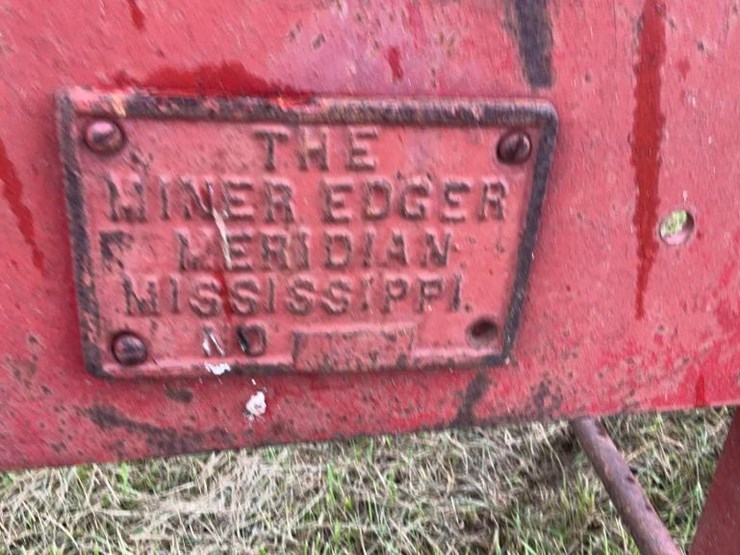 THE
MINER EDGER
MERIDIAN
MISSISSIPPI.
NO